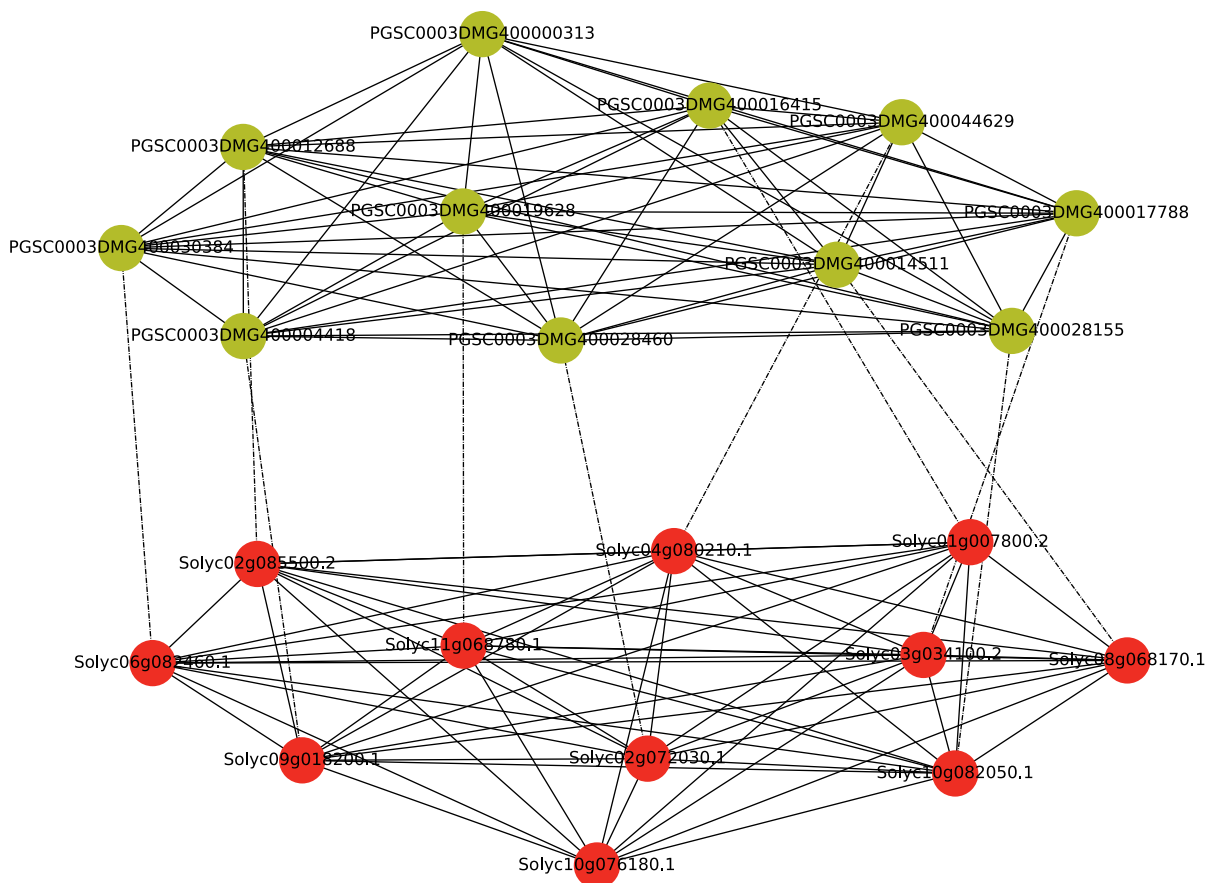 PGSC0003DMG400000313
PGSC0003DMG400016415
PGSC0003DMG400044629
PGSC0003DMG400012688
PGSC0003DMG400019628
PGSC0003DMG400017788
PGSC0003DMG400030384
PGSC0003DMG400014511
PGSC0003DMG400004418
PGSC0003DMG400028460
PGSC0003DMG400028155
Solyc02g085500.2
Solyc04g080210.1
Solyc01g007800.2
Solyc06g082460.1
Solyc11g068780.1
Solyc03g034100.2
Solyc08g068170.1
Solyc09g018200.1
Solyc02g072030.1
Solyc10g082050.1
Solyc10g076180.1